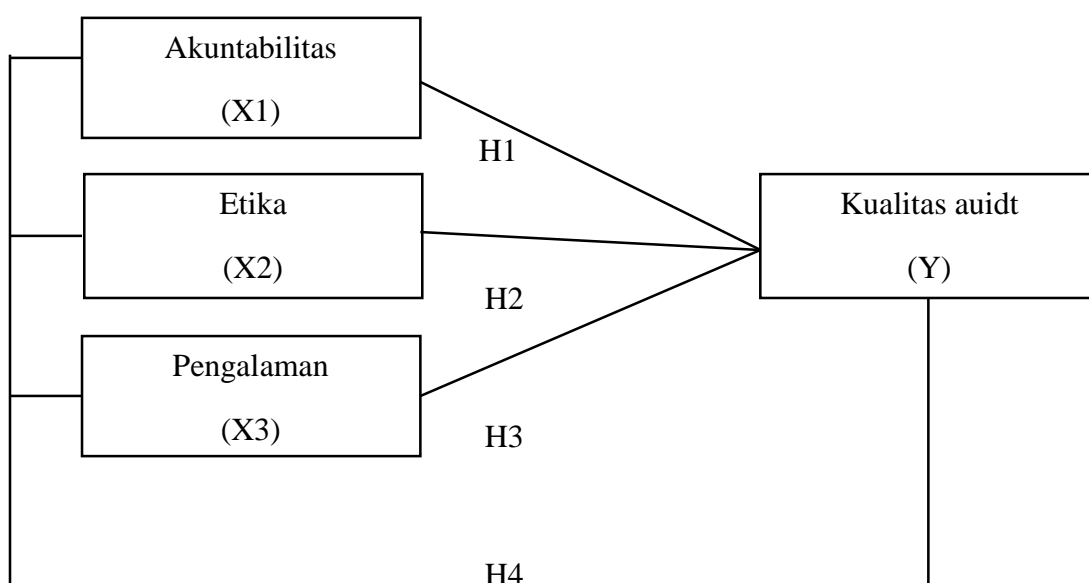 Akuntabilitas
(X1)
H1
Etika
(X2)
Kualitas auidt
(Y)
H2
Pengalaman
(X3)
H3
H4